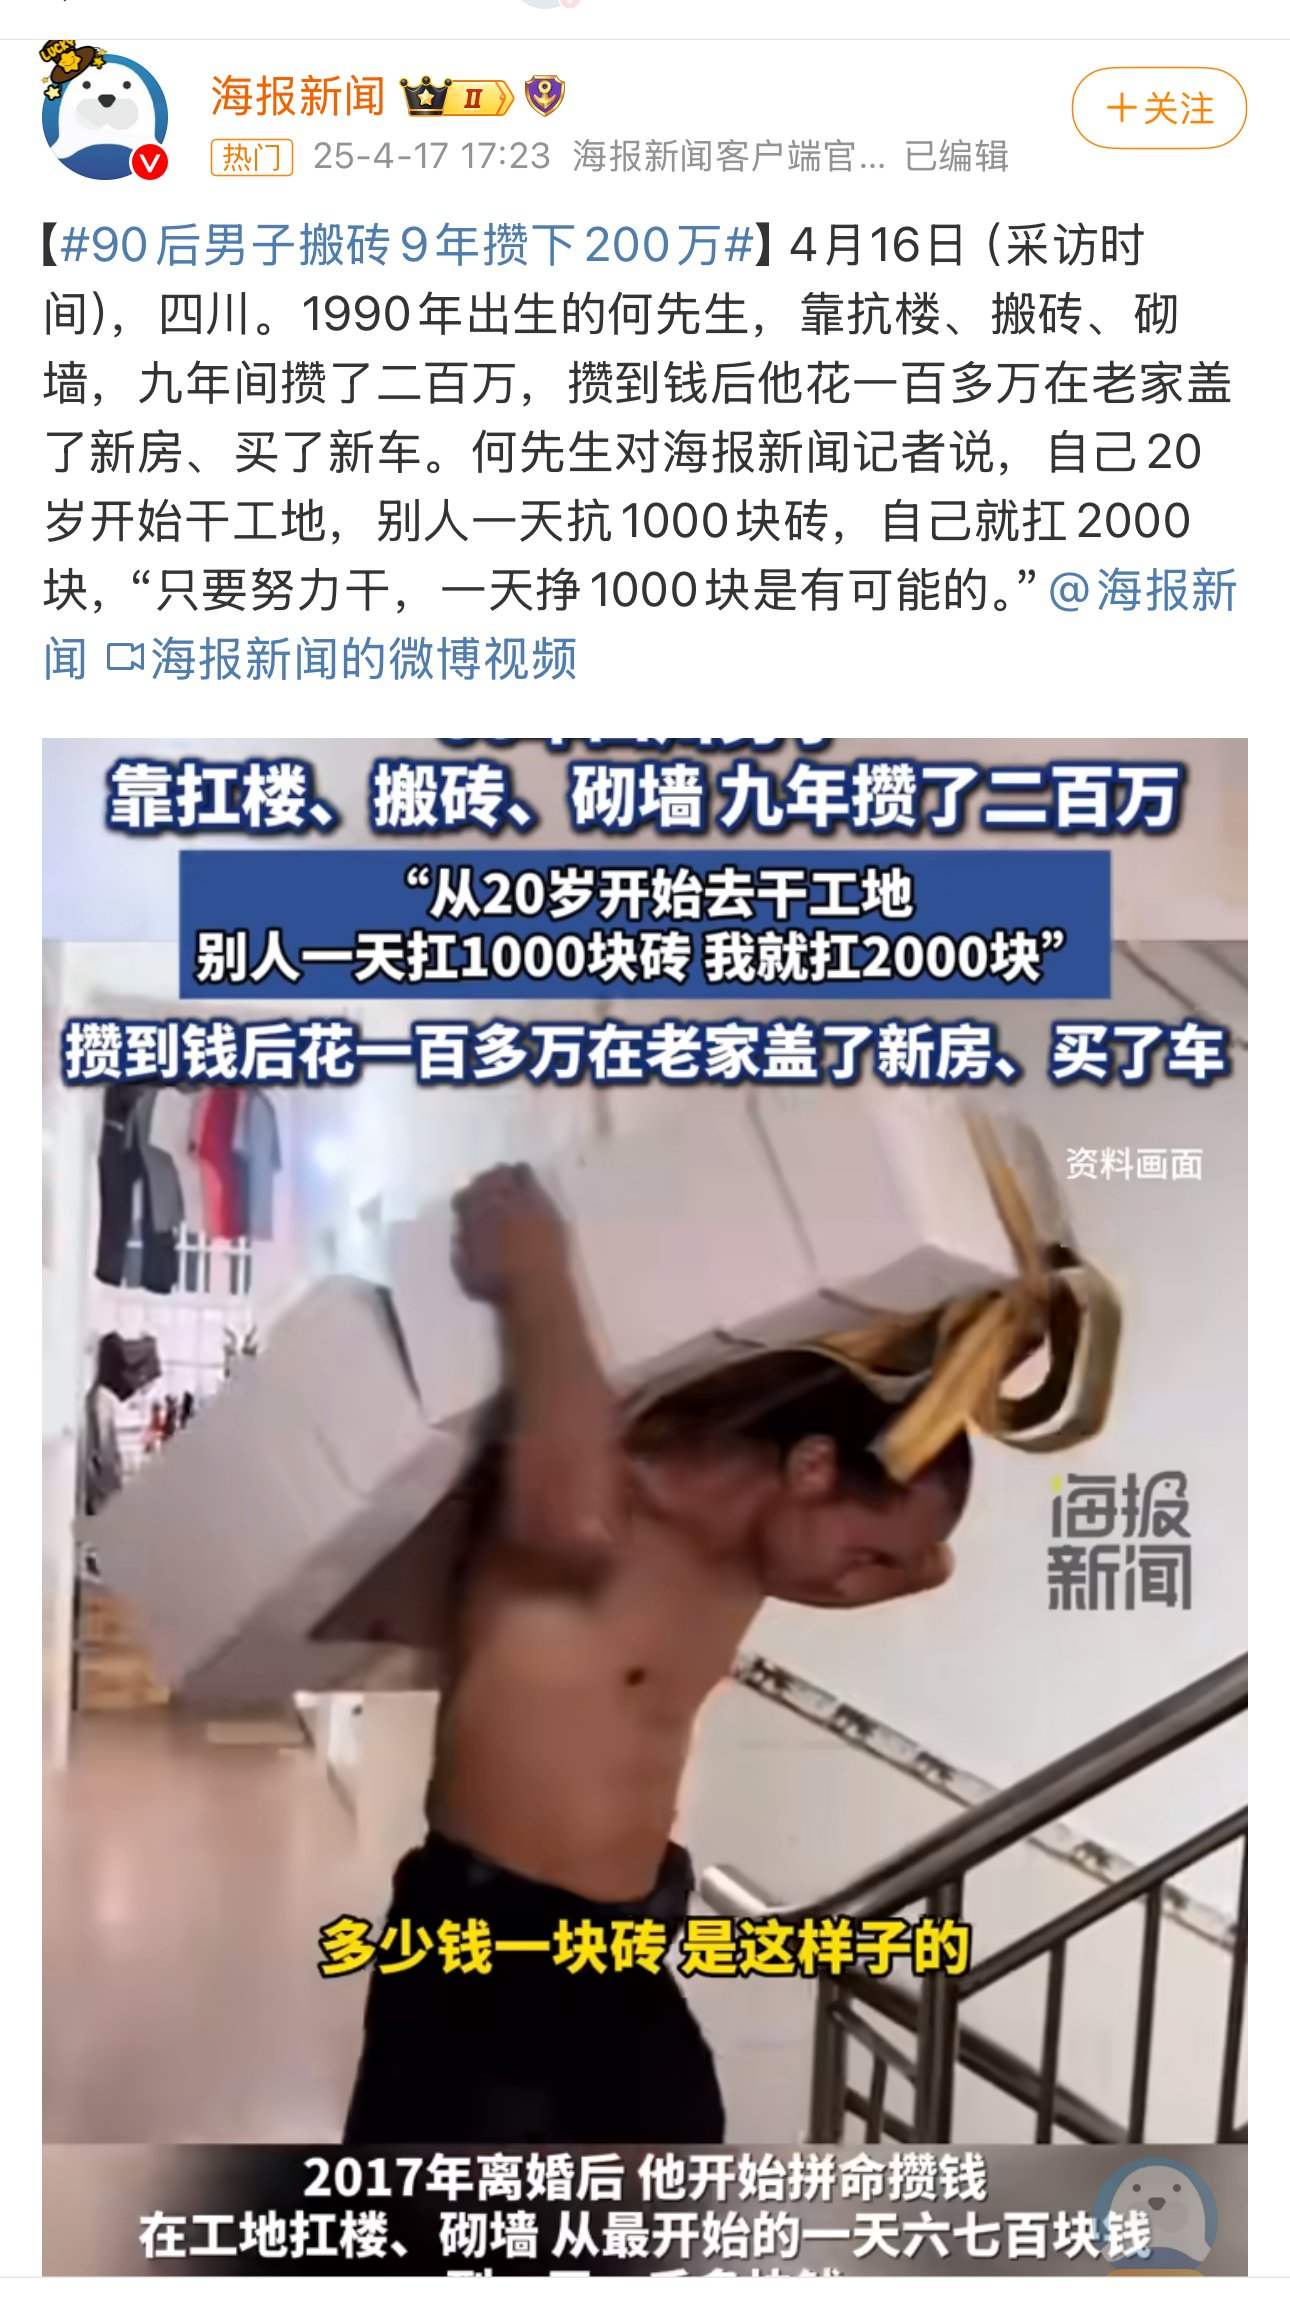 LUCKY
海报新闻 II
+关注
热门 25-4-17 17:23 海报新闻客户端官... 已编辑
【#90后男子搬砖9年攒下200万#】4月16日（采访时
间），四川。1990年出生的何先生，靠抗楼、搬砖、砌
墙，九年间攒了二百万，攒到钱后他花一百多万在老家盖
了新房、买了新车。何先生对海报新闻记者说，自己20
岁开始干工地，别人一天抗1000块砖，自己就扛2000
块，“只要努力干，一天挣1000块是有可能的。”@海报新
闻 海报新闻的微博视频
靠扛楼、搬砖、砌墙 九年攒了二百万
“从20岁开始去干工地
别人一天扛1000块砖 我就扛2000块”
攒到钱后花一百多万在老家盖了新房、买了车
资料画面
海报
新闻
多少钱一块砖 是这样子的
2017年离婚后 他开始拼命攒钱
在工地扛楼、砌墙 从最开始的一天六七百块钱